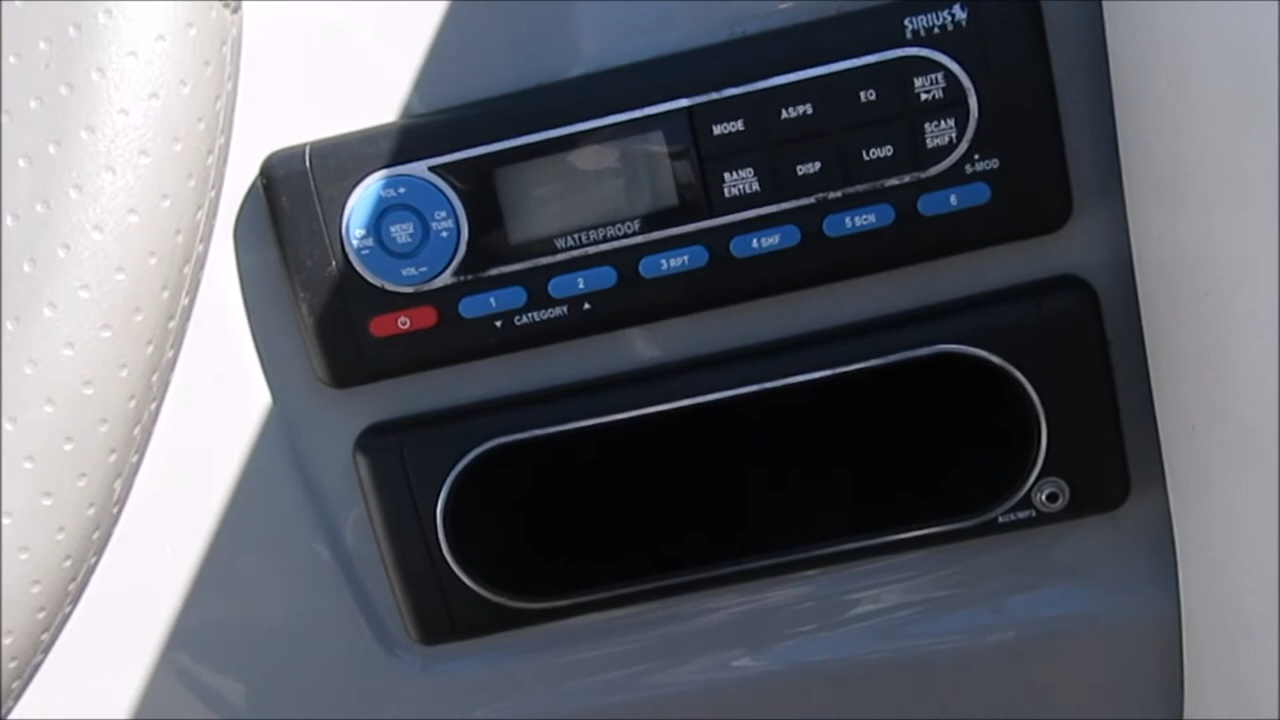 SIRIUS
READY
MUTE
MODE
AS/PS
EQ
SCAN
SHIFT
BAND
ENTER
DISP
LOUD
S-MOD
VOL +
CH
TUNE
-
MENU
SEL
CH
TUNE
+
VOL -
WATERPROOF
1
2
3 RPT
4 SHF
5 SCN
6
CATEGORY
AUX/MP3